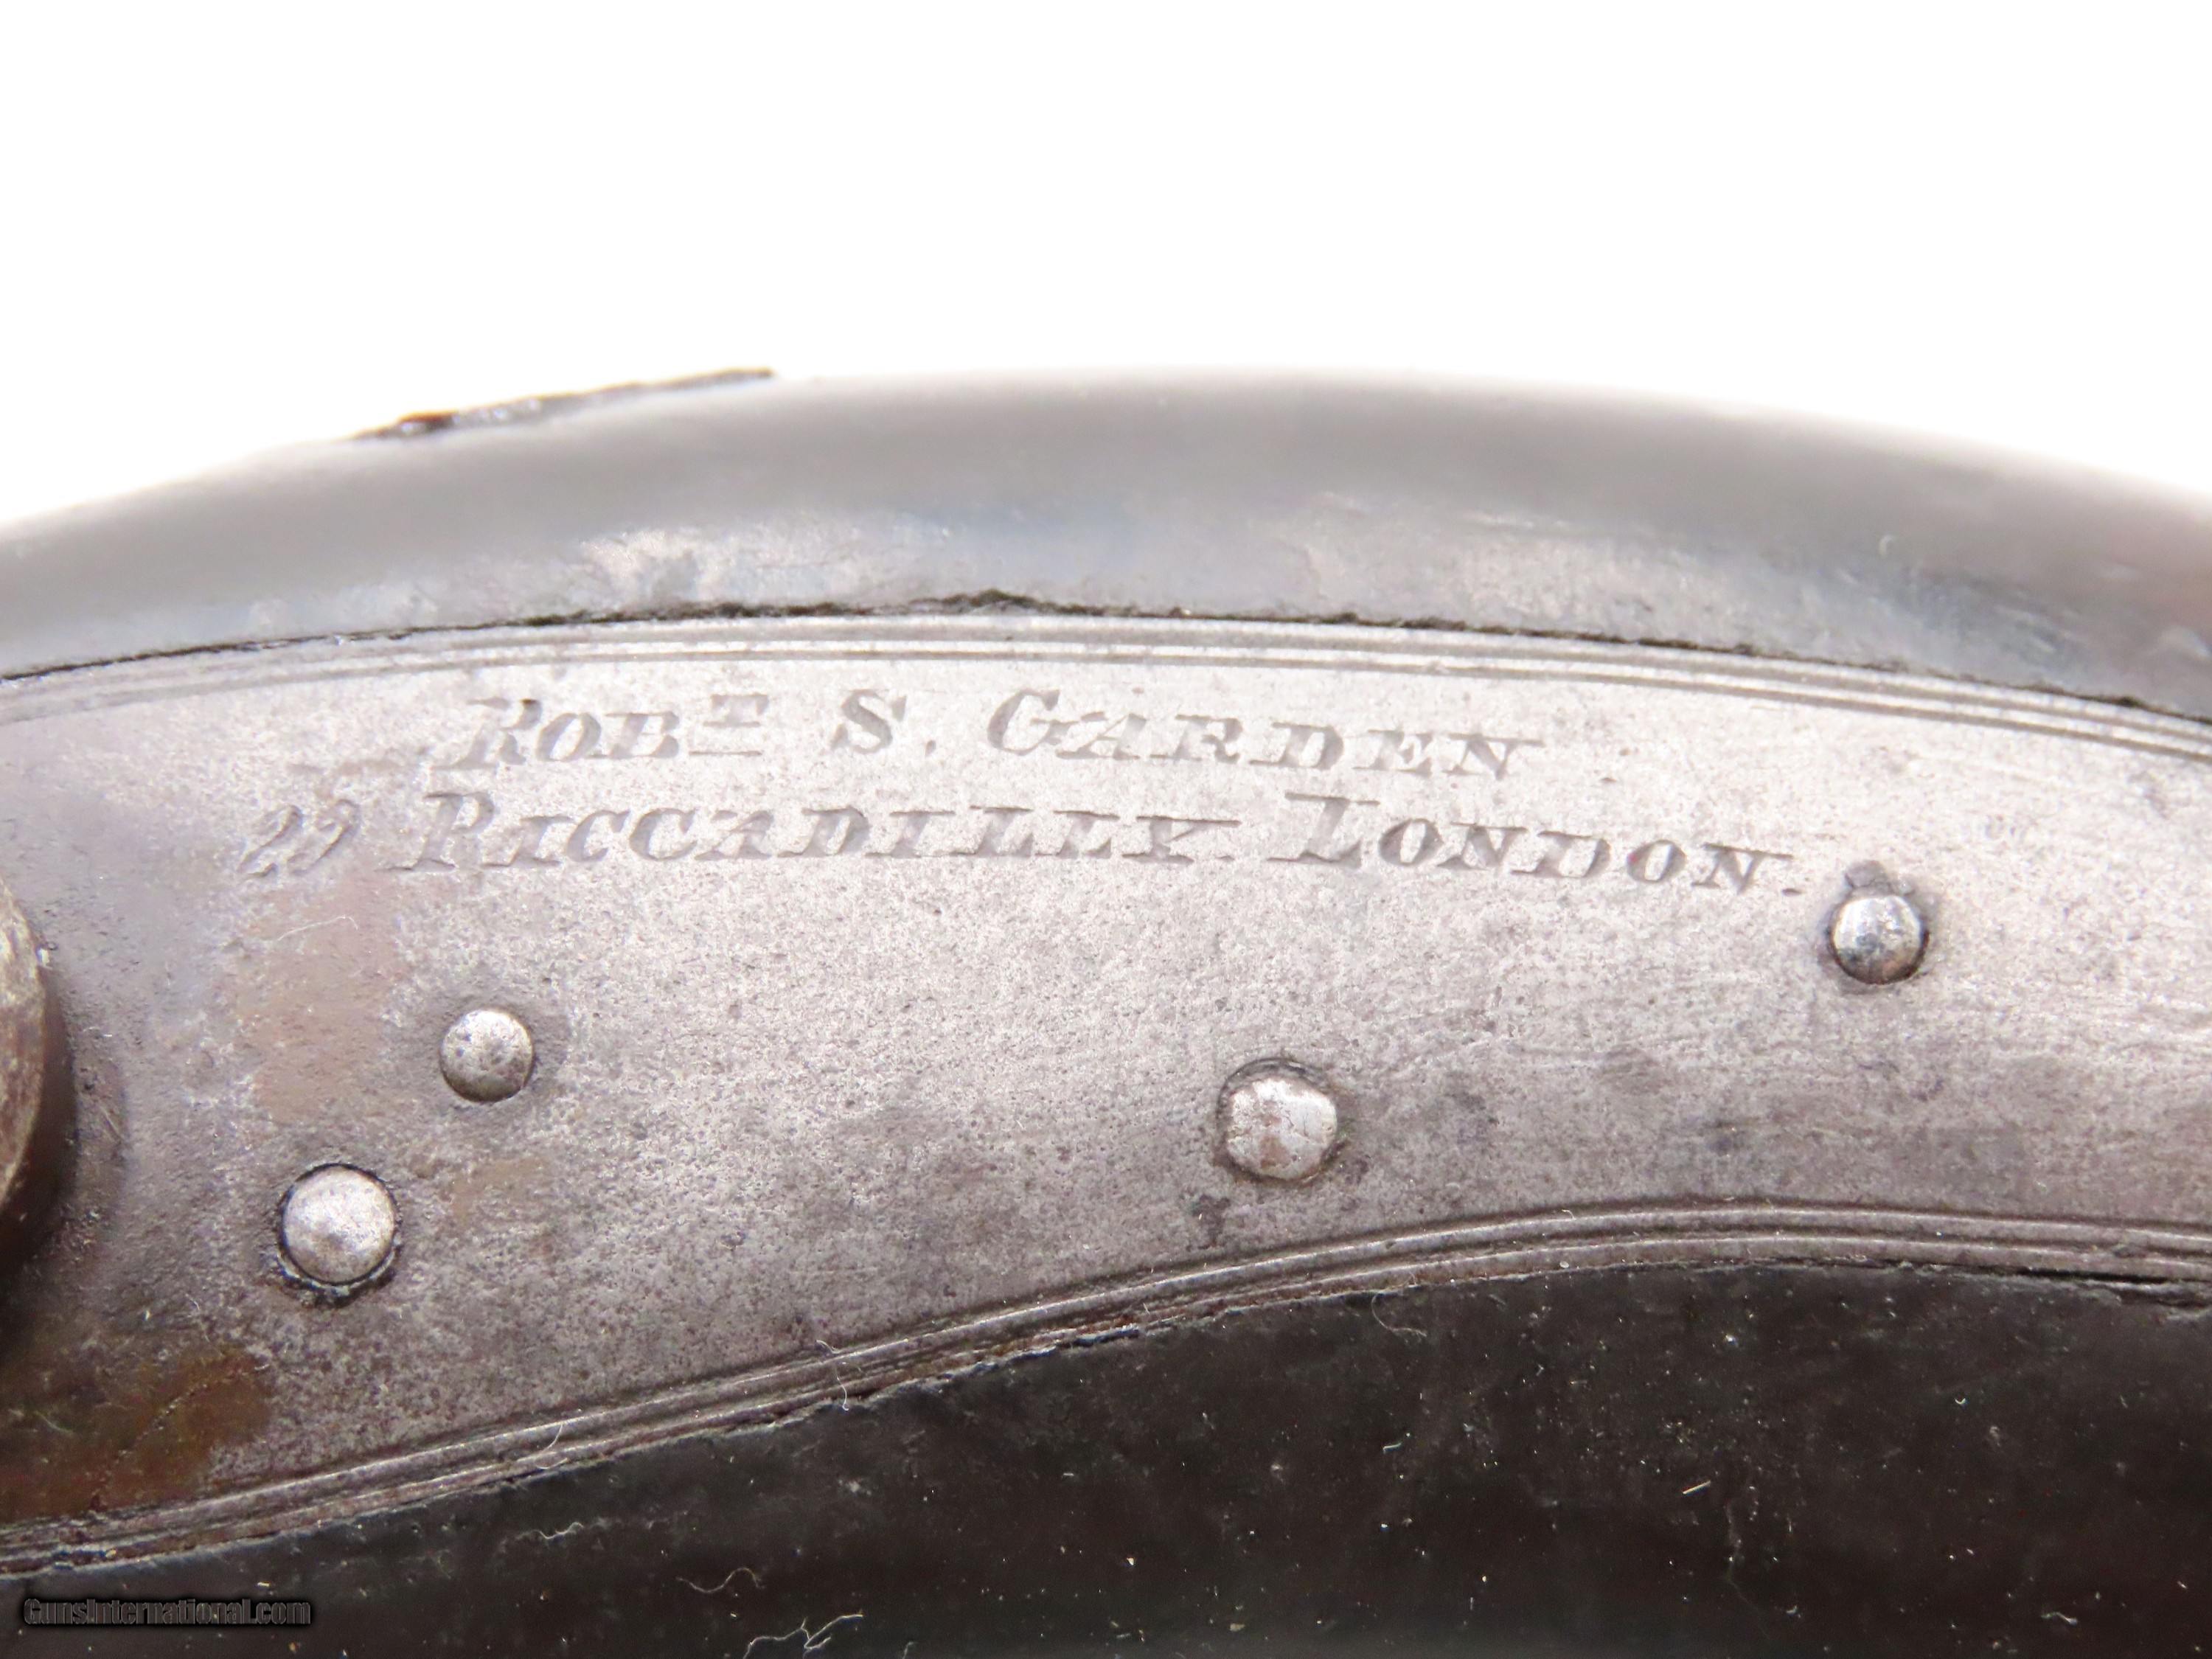 ROBT S. GARDEN
29 PICCADILLY. LONDON.
GunsInternational.com